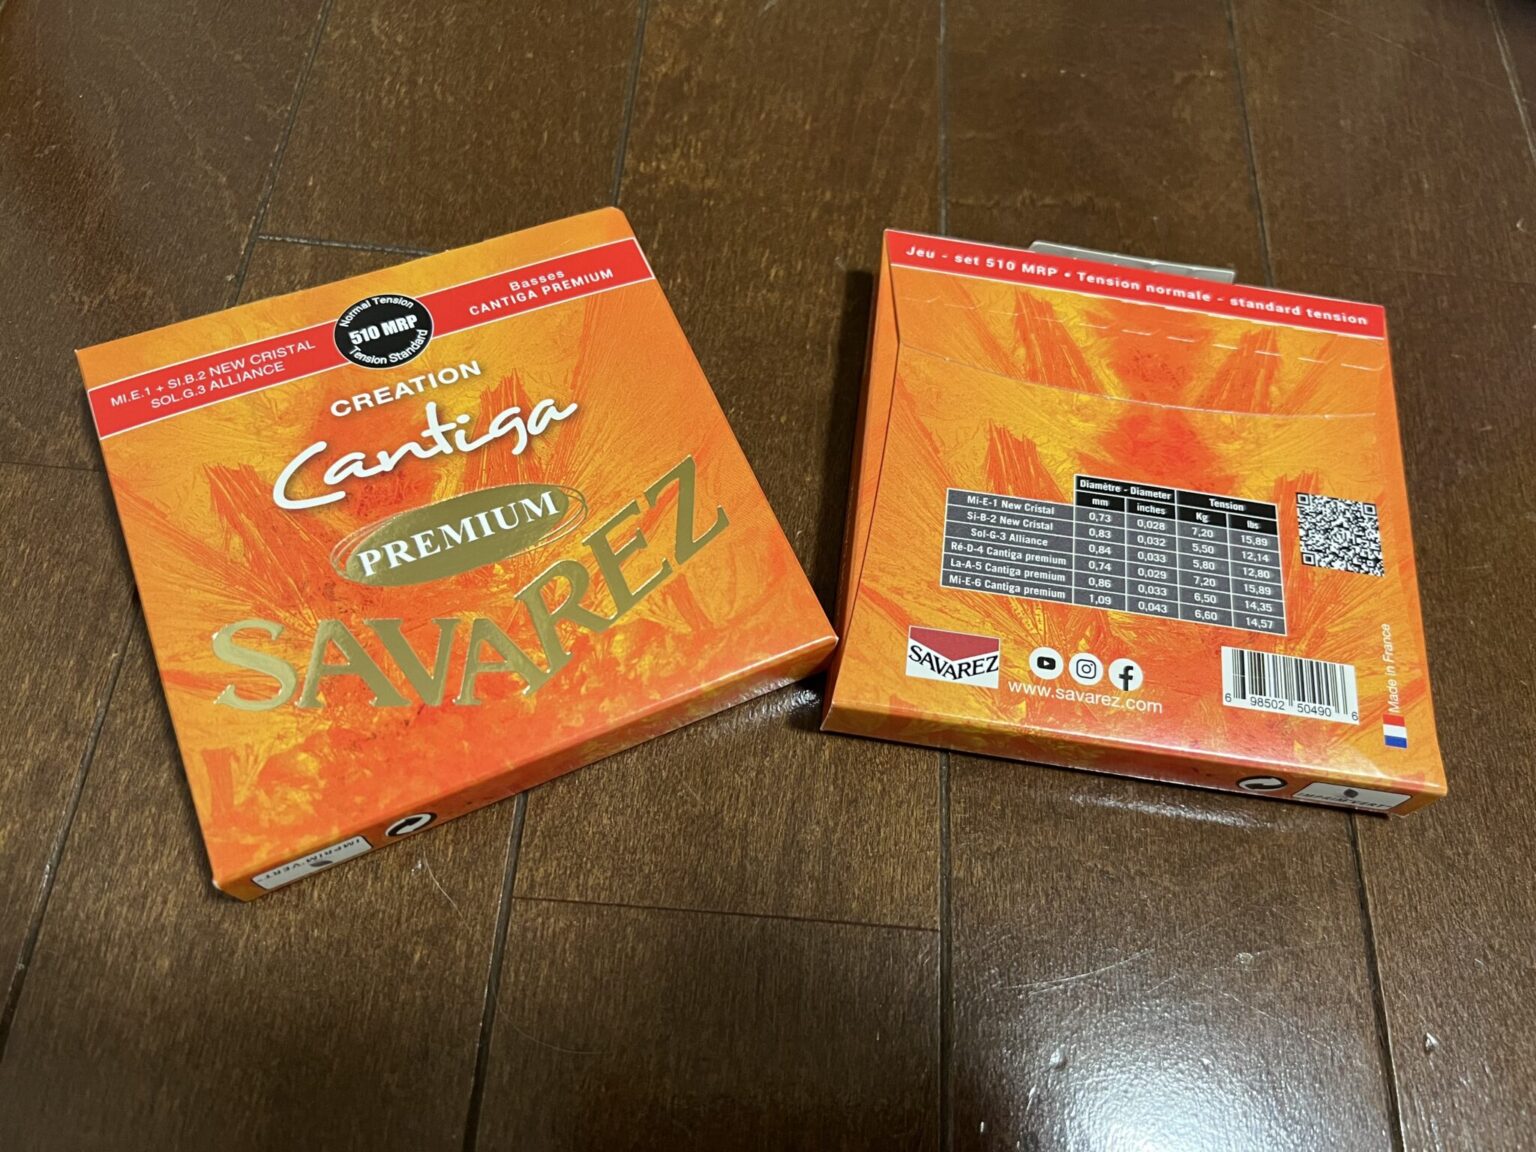 MI.E.1 + SI.B.2 NEW CRISTAL
SOL.G.3 ALLIANCE
Normal Tension
510 MRP
Tension Standard
Basses
CANTIGA PREMIUM
CREATION
Cantiga
PREMIUM
SAVAREZ
IMPRIM'VERT
Jeu - set 510 MRP • Tension normale - standard tension
Diamètre - Diameter Tension
mm inches Kg lbs
Mi-E-1 New Cristal 0,73 0,028 7,20 15,89
Si-B-2 New Cristal 0,83 0,032 5,50 12,14
Sol-G-3 Alliance 0,84 0,033 5,80 12,80
Ré-D-4 Cantiga premium 0,74 0,029 7,20 15,89
La-A-5 Cantiga premium 0,86 0,033 6,50 14,35
Mi-E-6 Cantiga premium 1,09 0,043 6,60 14,57
SAVAREZ
www.savarez.com
6 98502 50490 6
Made in France
IMPRIM'VERT